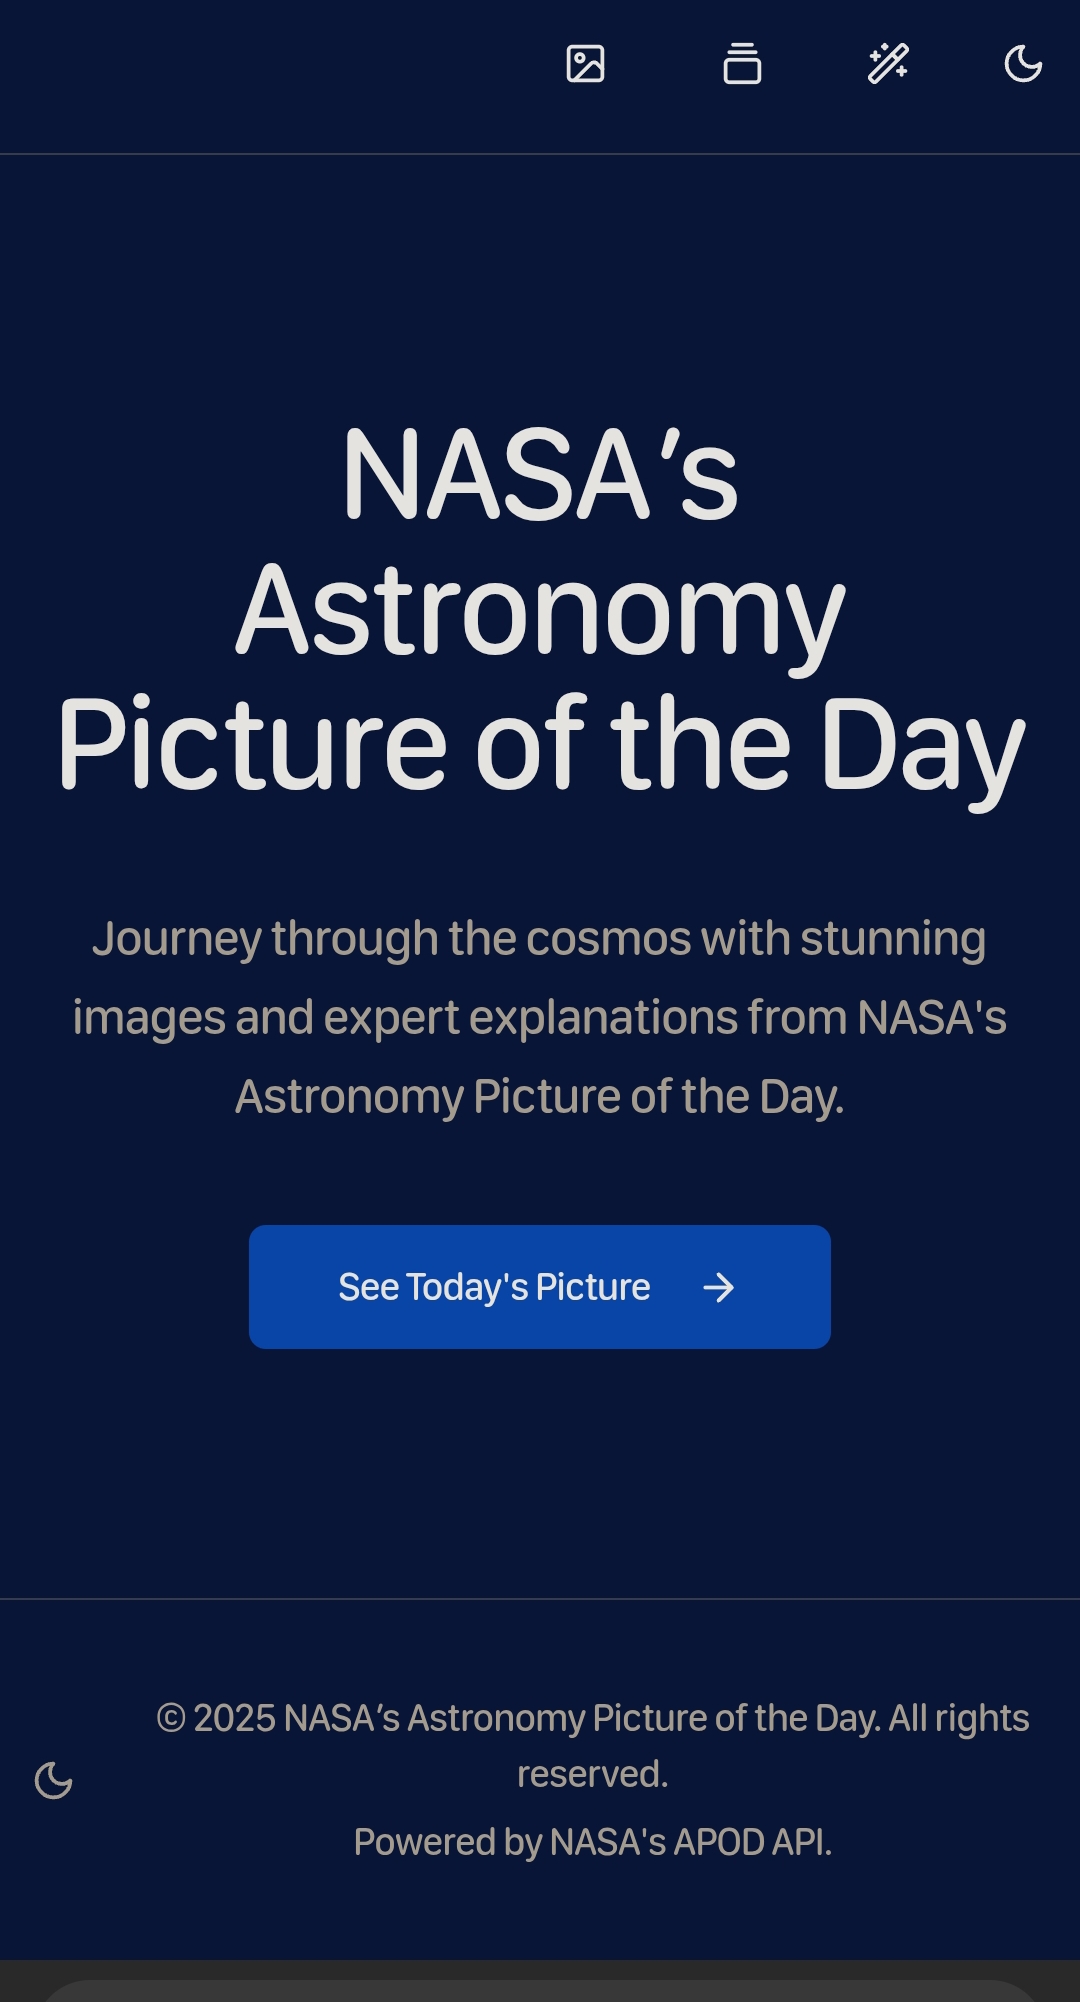 NASA’s
Astronomy
Picture of the Day
Journey through the cosmos with stunning
images and expert explanations from NASA's
Astronomy Picture of the Day.
See Today's Picture
© 2025 NASA’s Astronomy Picture of the Day. All rights
reserved.
Powered by NASA's APOD API.